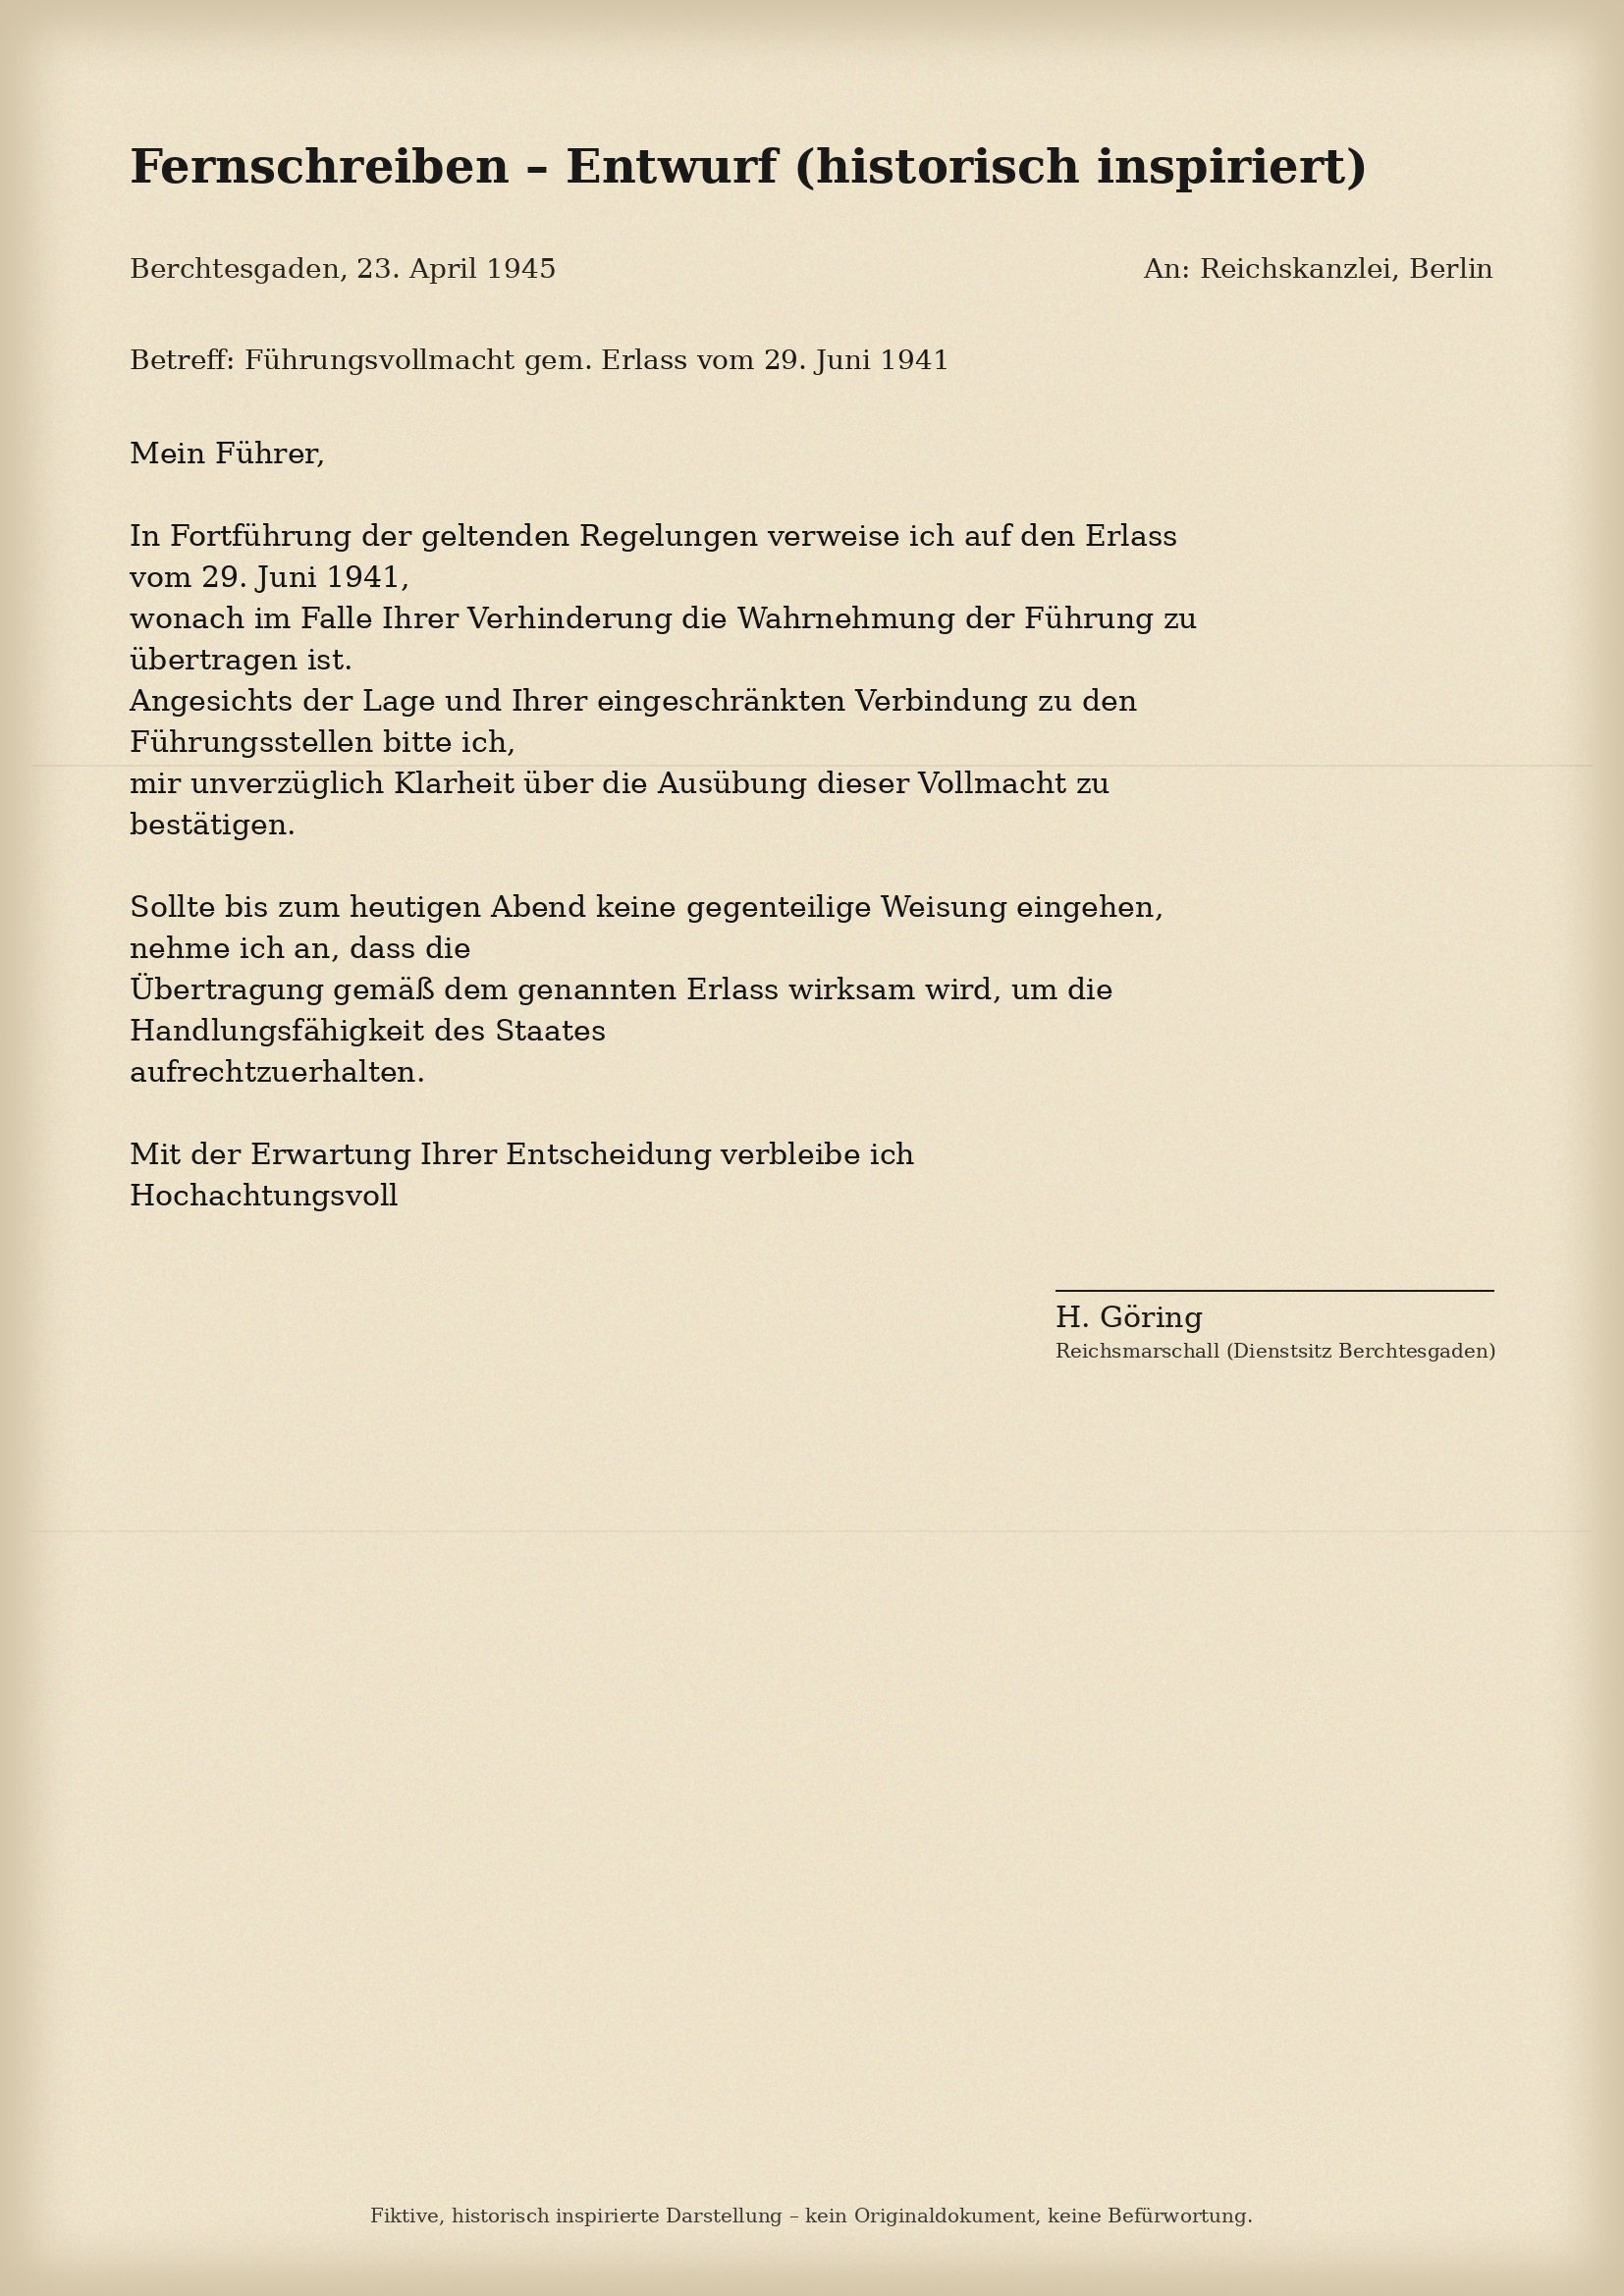 Fernschreiben – Entwurf (historisch inspiriert)
Berchtesgaden, 23. April 1945 An: Reichskanzlei, Berlin
Betreff: Führungsvollmacht gem. Erlass vom 29. Juni 1941
Mein Führer,
In Fortführung der geltenden Regelungen verweise ich auf den Erlass
vom 29. Juni 1941,
wonach im Falle Ihrer Verhinderung die Wahrnehmung der Führung zu
übertragen ist.
Angesichts der Lage und Ihrer eingeschränkten Verbindung zu den
Führungsstellen bitte ich,
mir unverzüglich Klarheit über die Ausübung dieser Vollmacht zu
bestätigen.
Sollte bis zum heutigen Abend keine gegenteilige Weisung eingehen,
nehme ich an, dass die
Übertragung gemäß dem genannten Erlass wirksam wird, um die
Handlungsfähigkeit des Staates
aufrechtzuerhalten.
Mit der Erwartung Ihrer Entscheidung verbleibe ich
Hochachtungsvoll
H. Göring
Reichsmarschall (Dienstsitz Berchtesgaden)
Fiktive, historisch inspirierte Darstellung – kein Originaldokument, keine Befürwortung.